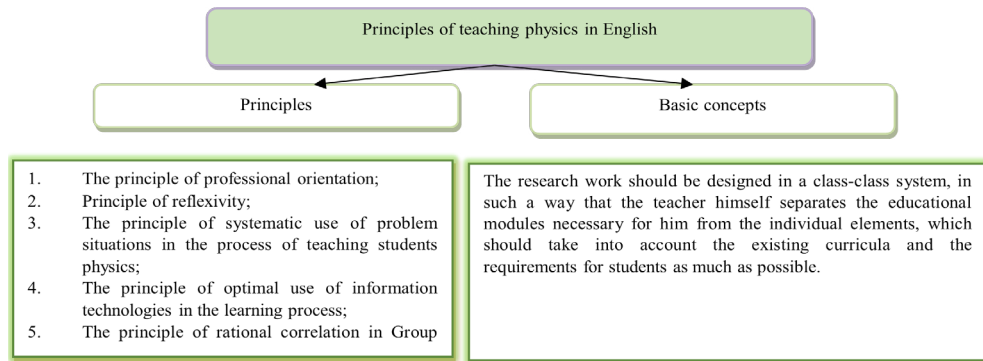 Principles of teaching physics in English
Principles
Basic concepts
1. The principle of professional orientation;
2. Principle of reflexivity;
3. The principle of systematic use of problem
situations in the process of teaching students
physics;
4. The principle of optimal use of information
technologies in the learning process;
5. The principle of rational correlation in Group
The research work should be designed in a class-class system, in
such a way that the teacher himself separates the educational
modules necessary for him from the individual elements, which
should take into account the existing curricula and the
requirements for students as much as possible.